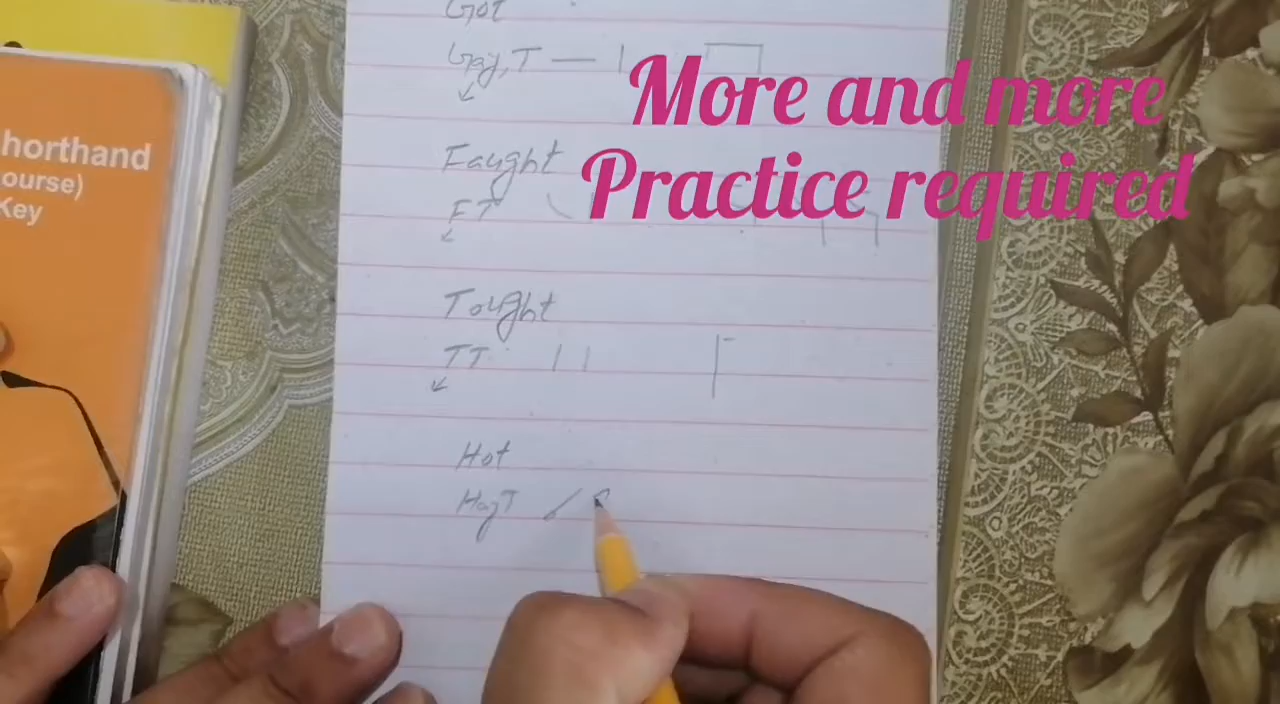 Got
Gay, T
More and more
Practice required
horthand
ourse)
Key
Faught
FT
Tought
TT
Hot
HayT